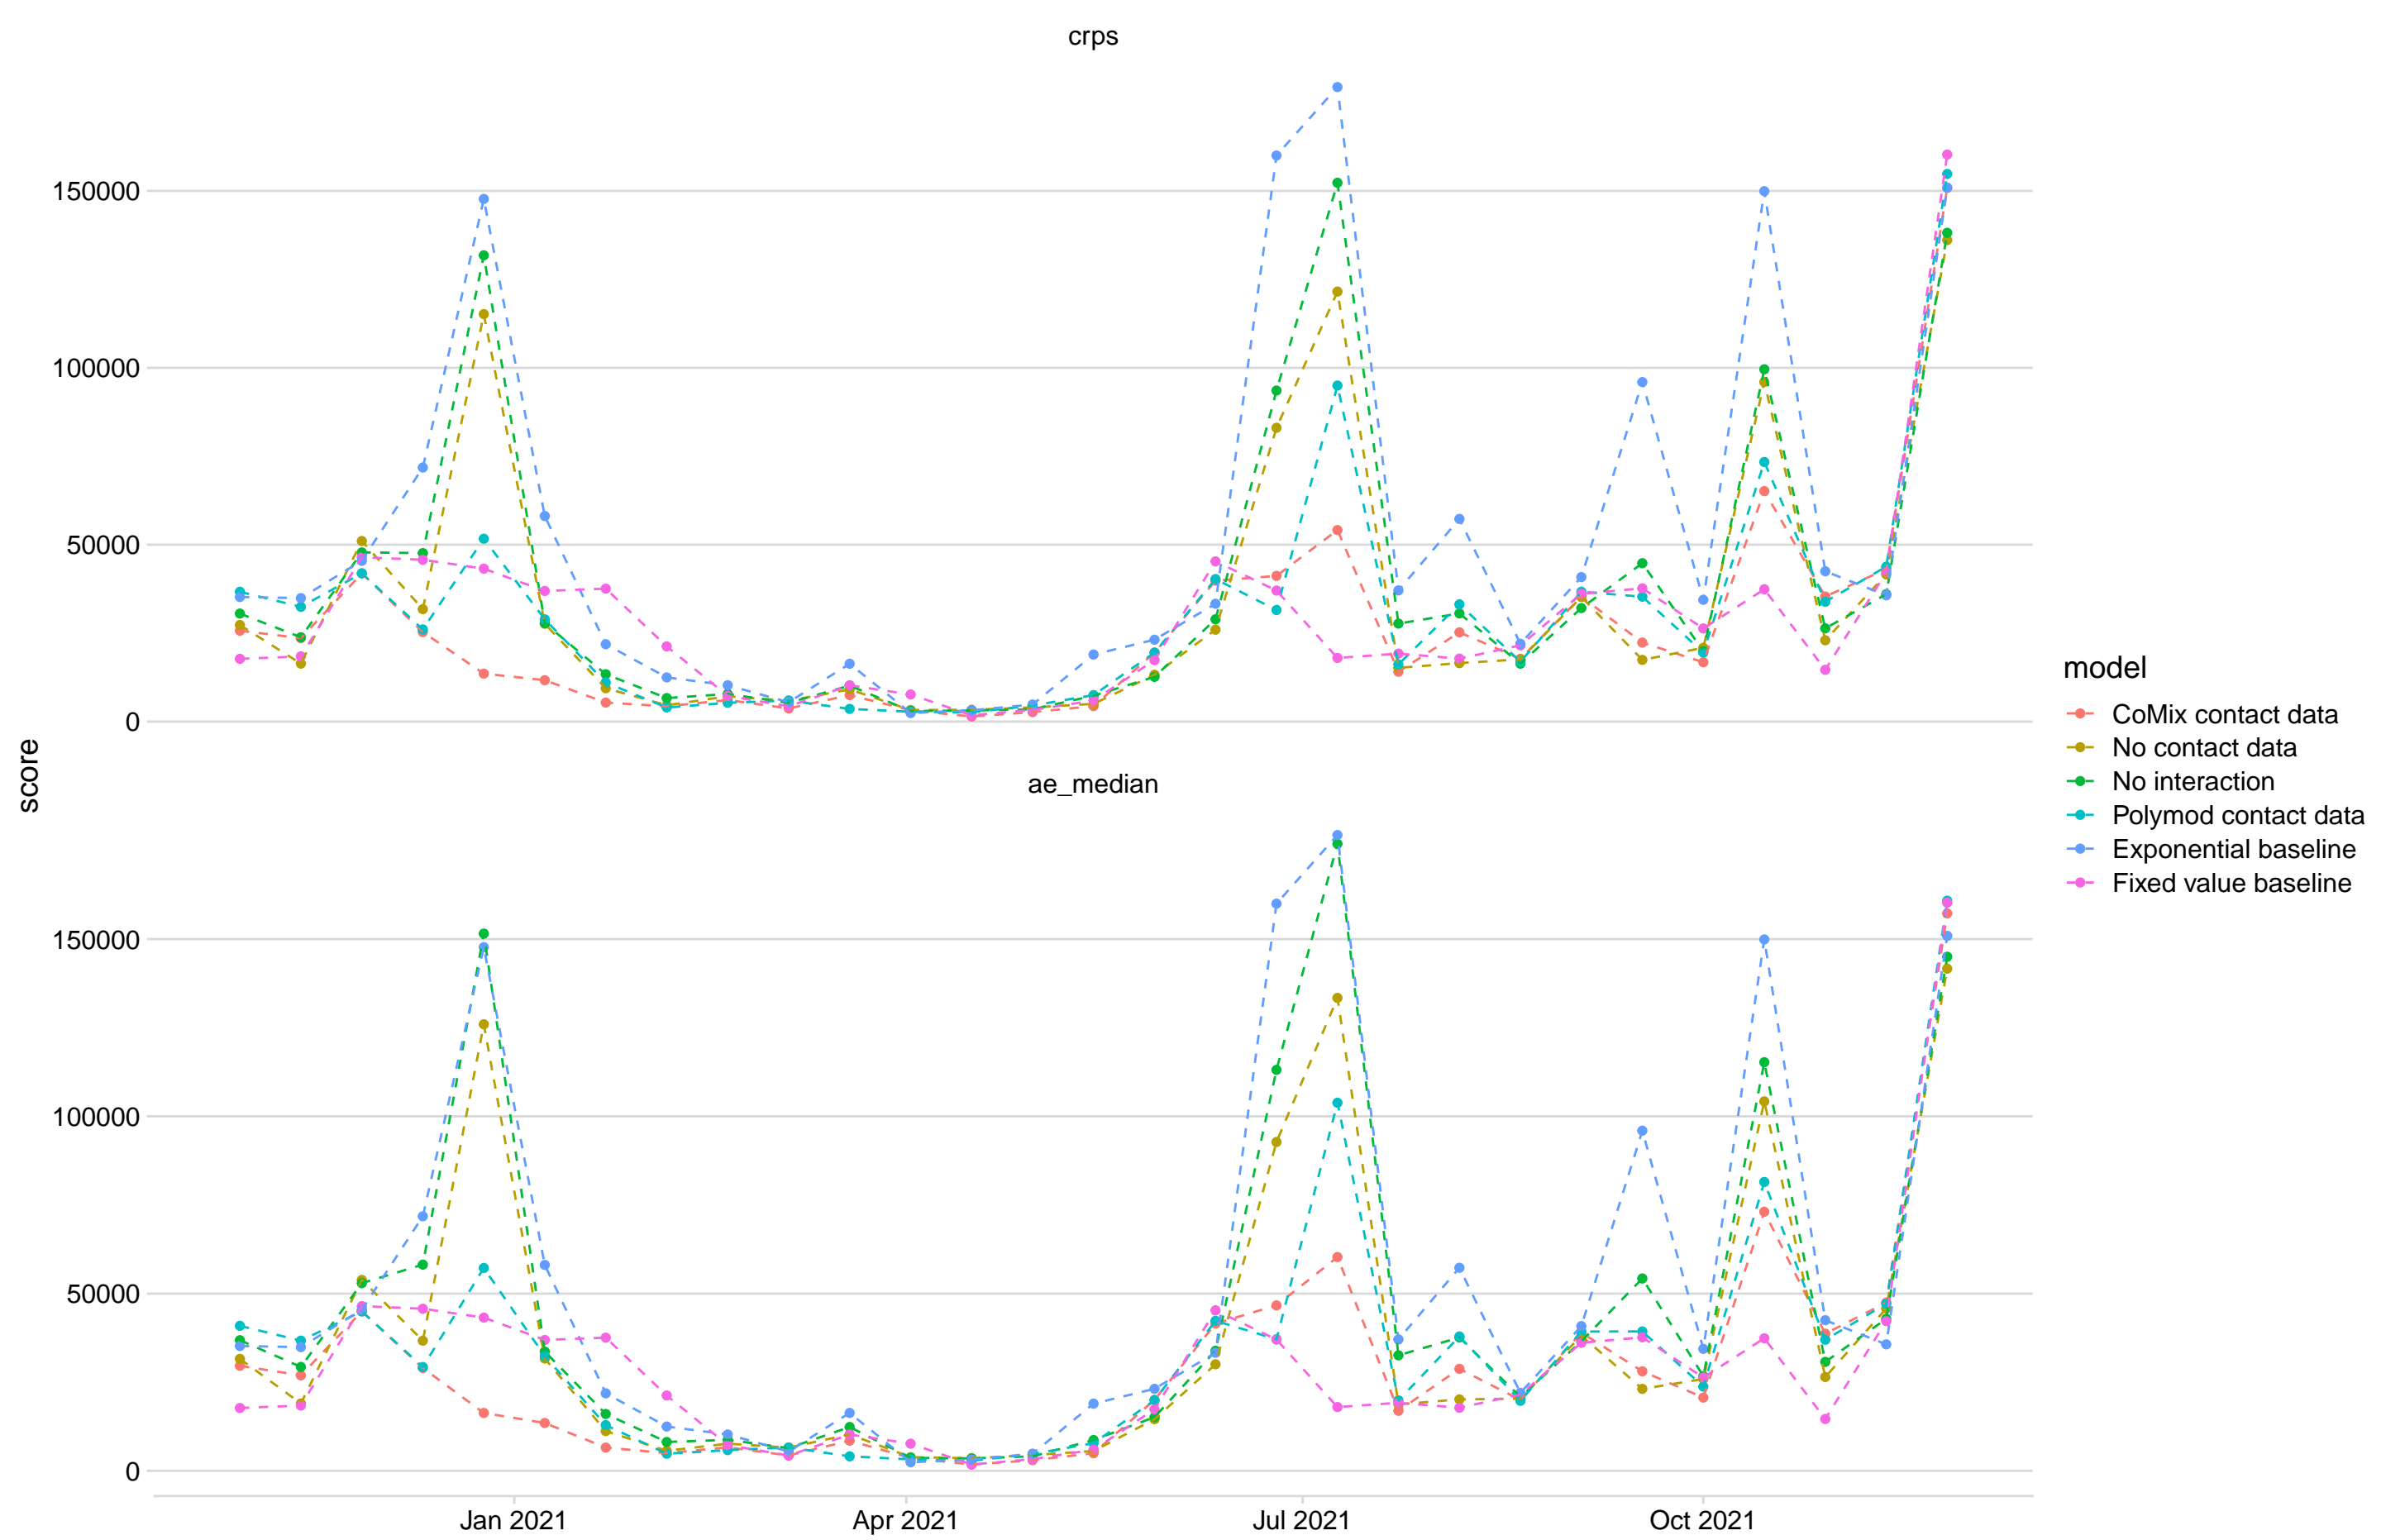 crps
150000
100000
50000
0
score
ae_median
150000
100000
50000
0
Jan 2021
Apr 2021
Jul 2021
Oct 2021
model
CoMix contact data
No contact data
No interaction
Polymod contact data
Exponential baseline
Fixed value baseline